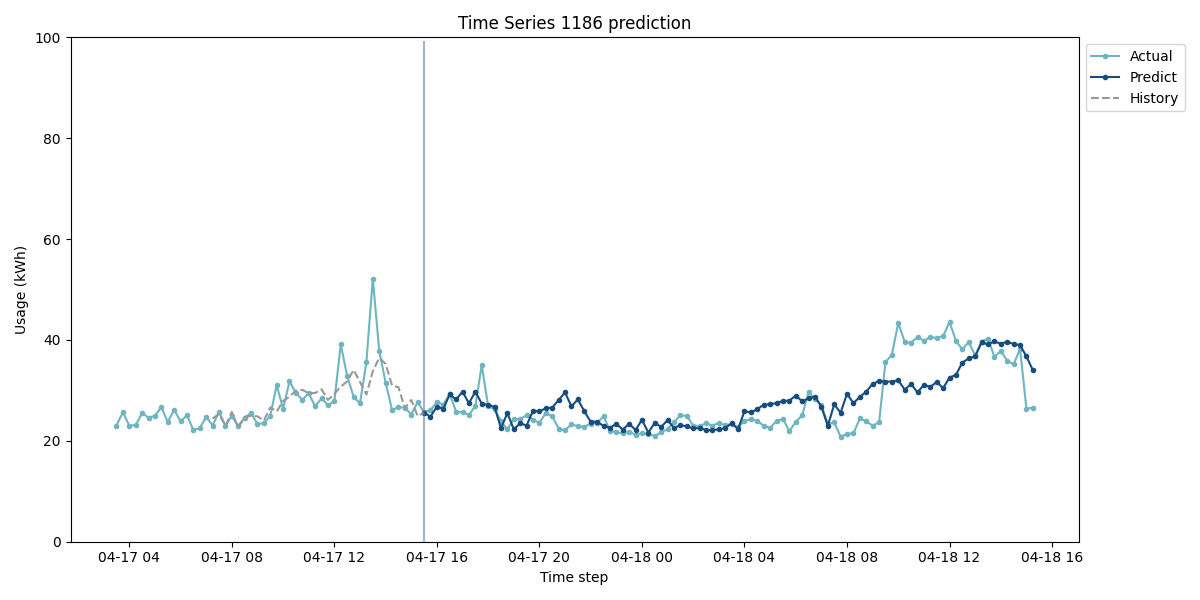 Time Series 1186 prediction
Usage (kWh)
100
80
60
40
20
0
04-17 04
04-17 08
04-17 12
04-17 16
04-17 20
04-18 00
04-18 04
04-18 08
04-18 12
04-18 16
Time step
Actual
Predict
History